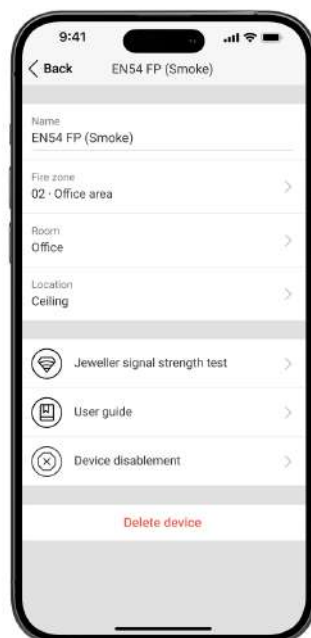 9:41
Back
EN54 FP (Smoke)
Name
EN54 FP (Smoke)
Fire zone
02 · Office area
Room
Office
Location
Ceiling
Jeweller signal strength test
User guide
Device disablement
Delete device